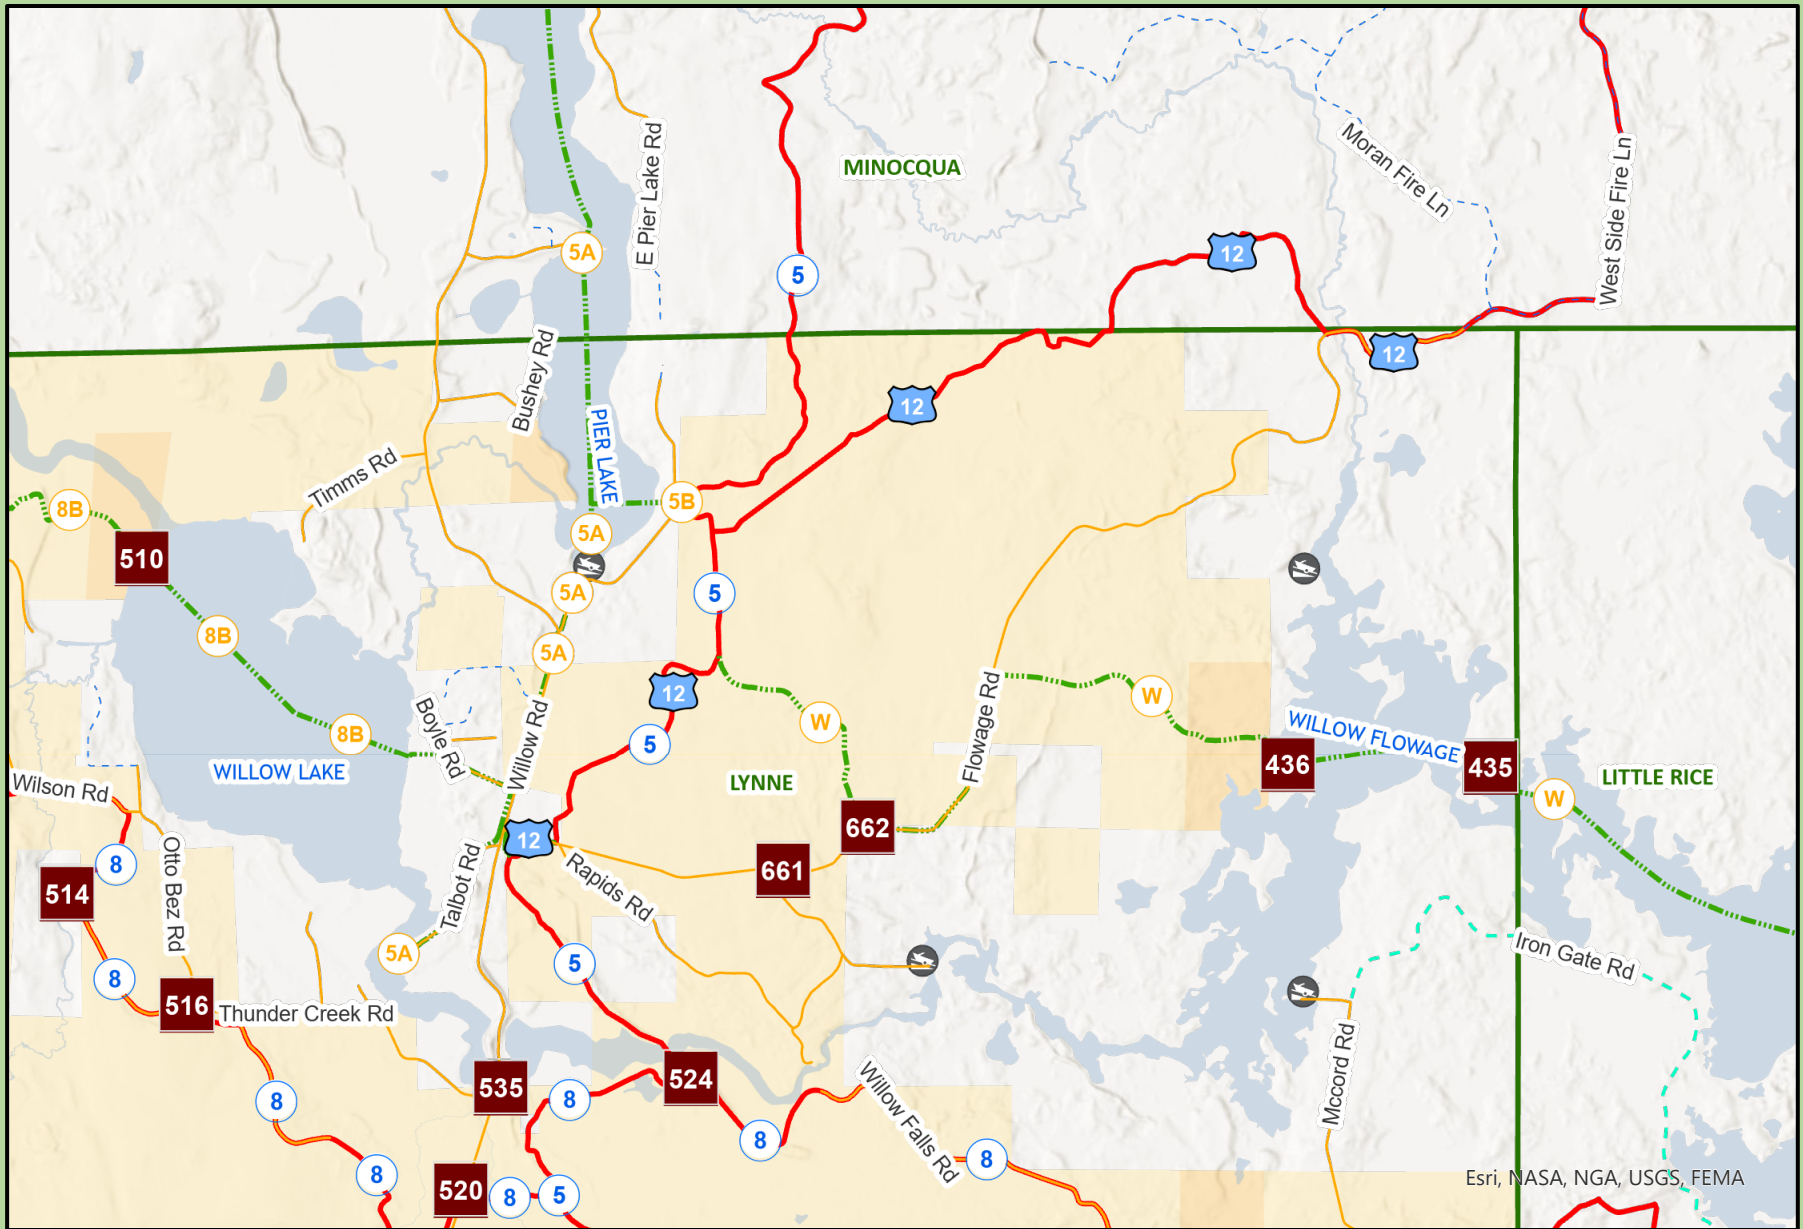 E Pier Lake Rd
Moran Fire Ln
MINOCQUA
West Side Fire Ln
5A
12
5
12
Bushey Rd
12
PIER LAKE
Timms Rd
5B
8B
5A
510
5A
5
8B
5A
12
W
W
Boyle Rd
Willow Rd
Flowage Rd
8B
5
WILLOW FLOWAGE
WILLOW LAKE
LYNNE
436
435
LITTLE RICE
Wilson Rd
W
12
662
8
661
Otto Bez Rd
Talbot Rd
Rapids Rd
514
5A
5
Iron Gate Rd
8
516
Thunder Creek Rd
Mccord Rd
535
524
8
8
Willow Falls Rd
8
8
8
520
8
5
Esri, NASA, NGA, USGS, FEMA